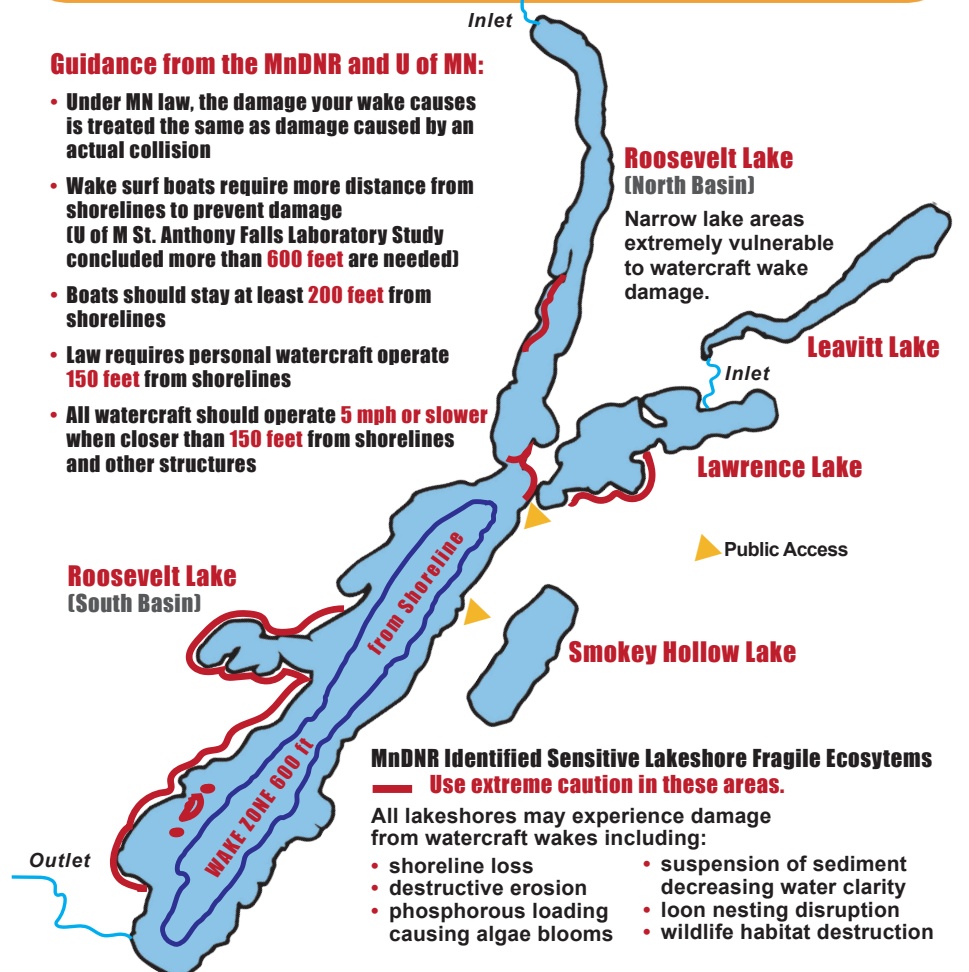 Inlet
Guidance from the MnDNR and U of MN:
• Under MN law, the damage your wake causes
is treated the same as damage caused by an
actual collision
• Wake surf boats require more distance from
shorelines to prevent damage
(U of M St. Anthony Falls Laboratory Study
concluded more than 600 feet are needed)
• Boats should stay at least 200 feet from
shorelines
• Law requires personal watercraft operate
150 feet from shorelines
• All watercraft should operate 5 mph or slower
when closer than 150 feet from shorelines
and other structures
Roosevelt Lake
(North Basin)
Narrow lake areas
extremely vulnerable
to watercraft wake
damage.
Leavitt Lake
Inlet
Lawrence Lake
Public Access
Roosevelt Lake
(South Basin)
WAKE ZONE 600 ft
from Shoreline
Smokey Hollow Lake
Outlet
MnDNR Identified Sensitive Lakeshore Fragile Ecosytems
Use extreme caution in these areas.
All lakeshores may experience damage
from watercraft wakes including:
• shoreline loss
• destructive erosion
• phosphorous loading
causing algae blooms
• suspension of sediment
decreasing water clarity
• loon nesting disruption
• wildlife habitat destruction